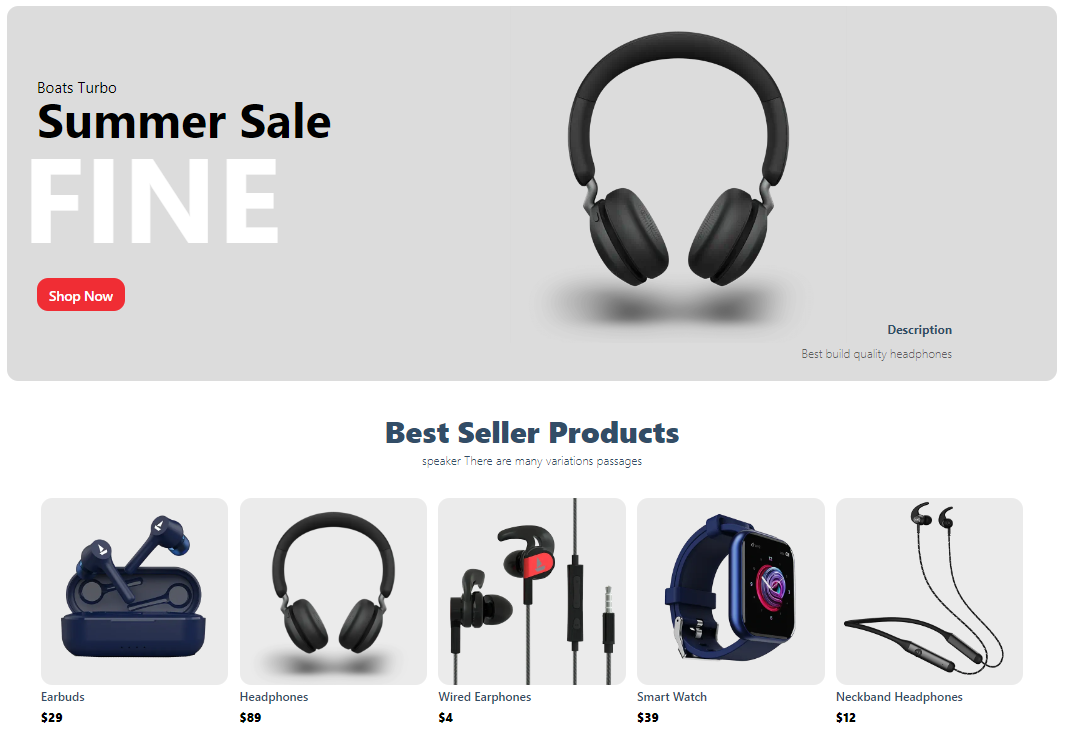 Boats Turbo
Summer Sale
FINE
Shop Now
Description
Best build quality headphones
Best Seller Products
speaker There are many variations passages
Earbuds
$29
Headphones
$89
Wired Earphones
$4
Smart Watch
$39
Neckband Headphones
$12